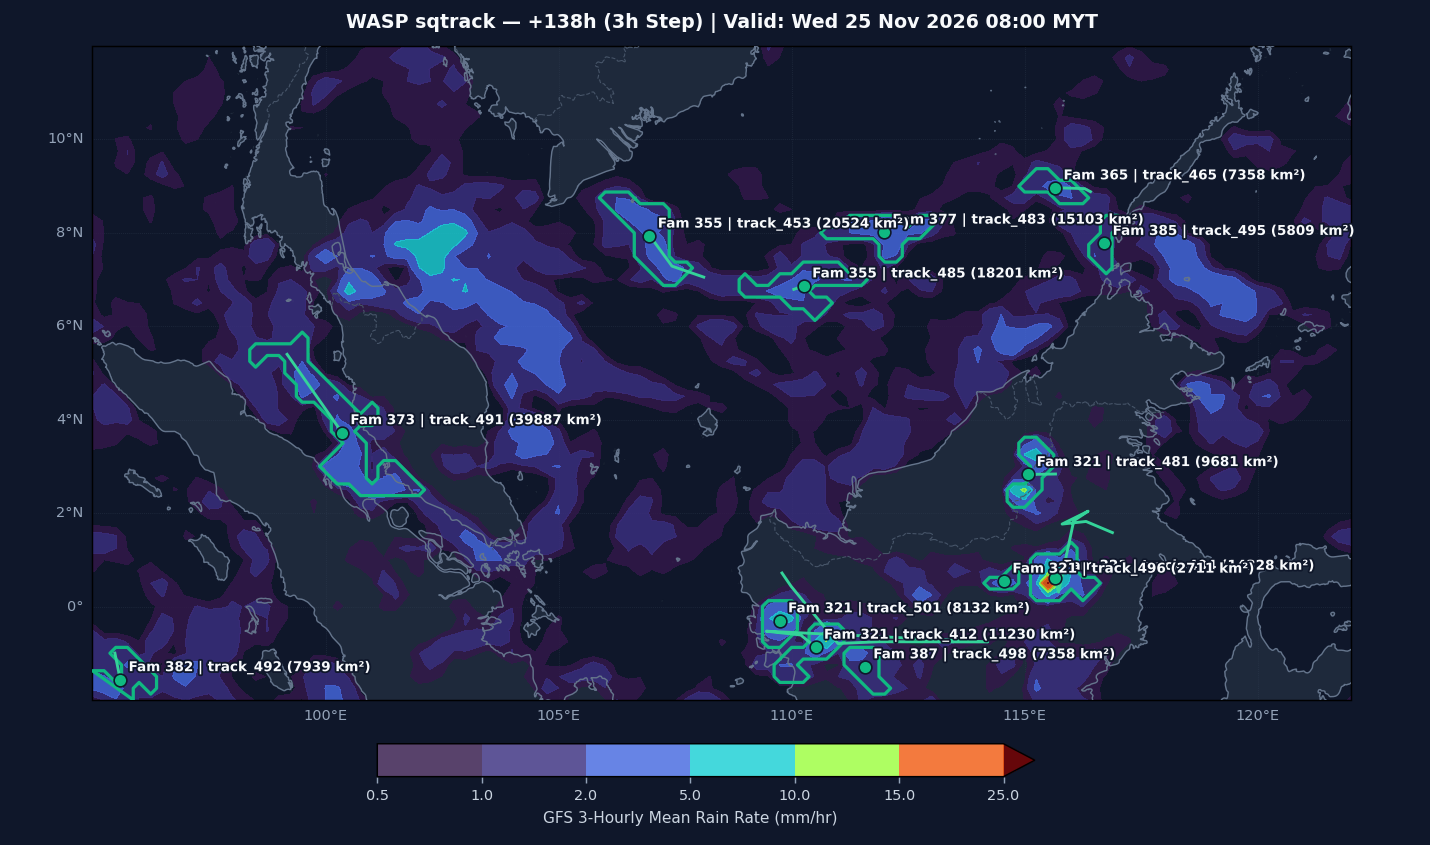 WASP sqtrack — +138h (3h Step) | Valid: Wed 25 Nov 2026 08:00 MYT
10°N
8°N
6°N
4°N
2°N
0°
Fam 365 | track_465 (7358 km²)
Fam 355 | track_453 (20524 km²)
377 | track_483 (15103 km²)
Fam 385 | track_495 (5809 km²)
Fam 355 | track_485 (18201 km²)
Fam 373 | track_491 (39887 km²)
Fam 321 | track_481 (9681 km²)
Fam 321 | track_496 (2711 km²)
Fam 321 | track_501 (8132 km²)
Fam 321 | track_412 (11230 km²)
Fam 387 | track_498 (7358 km²)
Fam 382 | track_492 (7939 km²)
100°E 105°E 110°E 115°E 120°E
0.5 1.0 2.0 5.0 10.0 15.0 25.0
GFS 3-Hourly Mean Rain Rate (mm/hr)